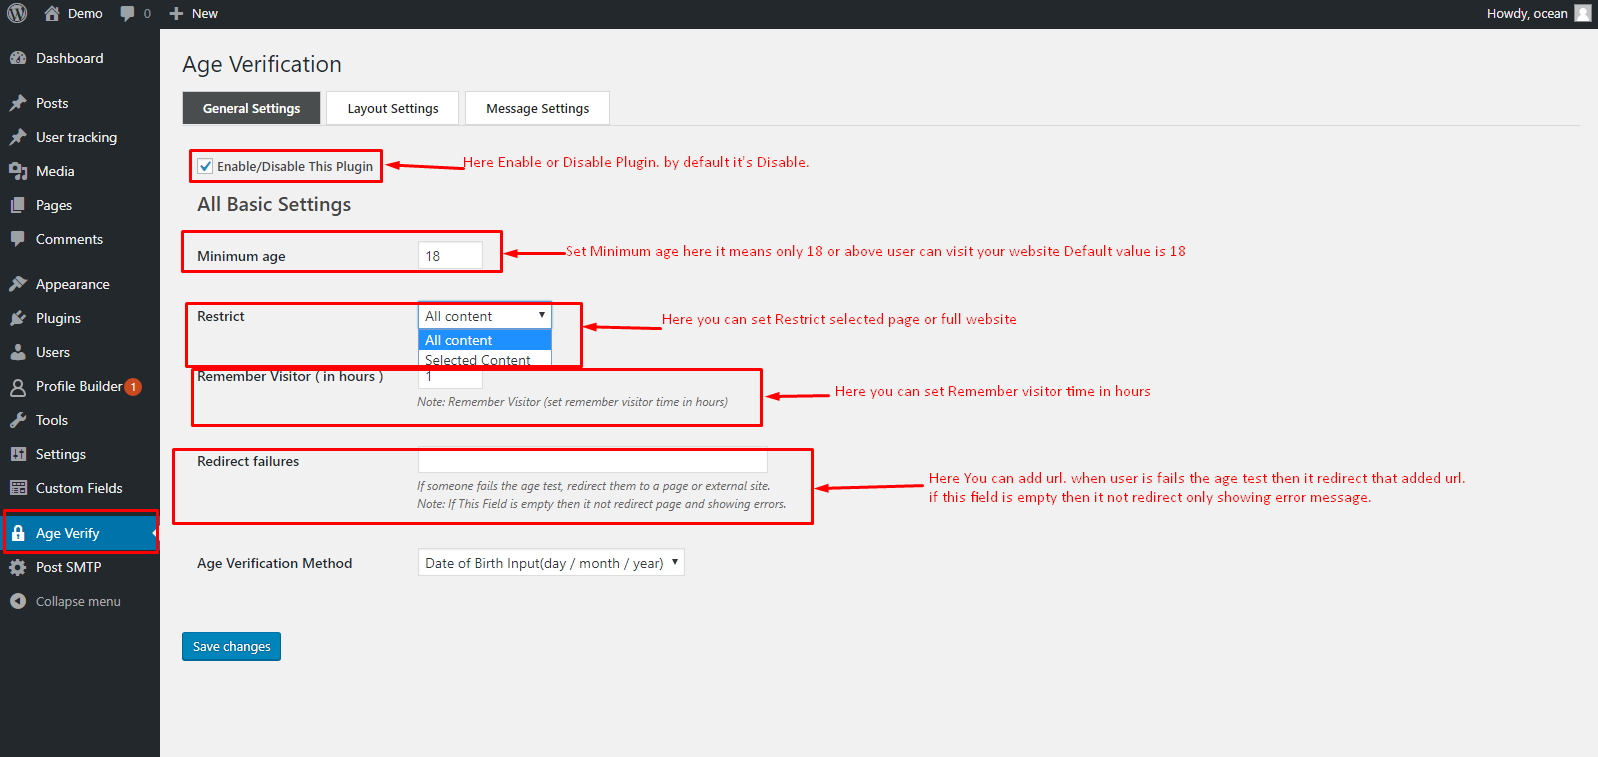 Demo 0 New Howdy, ocean
Dashboard
Posts
User tracking
Media
Pages
Comments
Appearance
Plugins
Users
Profile Builder 1
Tools
Settings
Custom Fields
Age Verify
Post SMTP
Collapse menu
Age Verification
General Settings Layout Settings Message Settings
Enable/Disable This Plugin
Here Enable or Disable Plugin. by default it's Disable.
All Basic Settings
Minimum age 18
Set Minimum age here it means only 18 or above user can visit your website Default value is 18
Restrict All content
All content
Selected Content
Here you can set Restrict selected page or full website
Remember Visitor ( in hours ) 1
Note: Remember Visitor (set remember visitor time in hours)
Here you can set Remember visitor time in hours
Redirect failures
If someone fails the age test, redirect them to a page or external site.
Note: If This Field is empty then it not redirect page and showing errors.
Here You can add url. when user is fails the age test then it redirect that added url.
if this field is empty then it not redirect only showing error message.
Age Verification Method Date of Birth Input(day / month / year)
Save changes